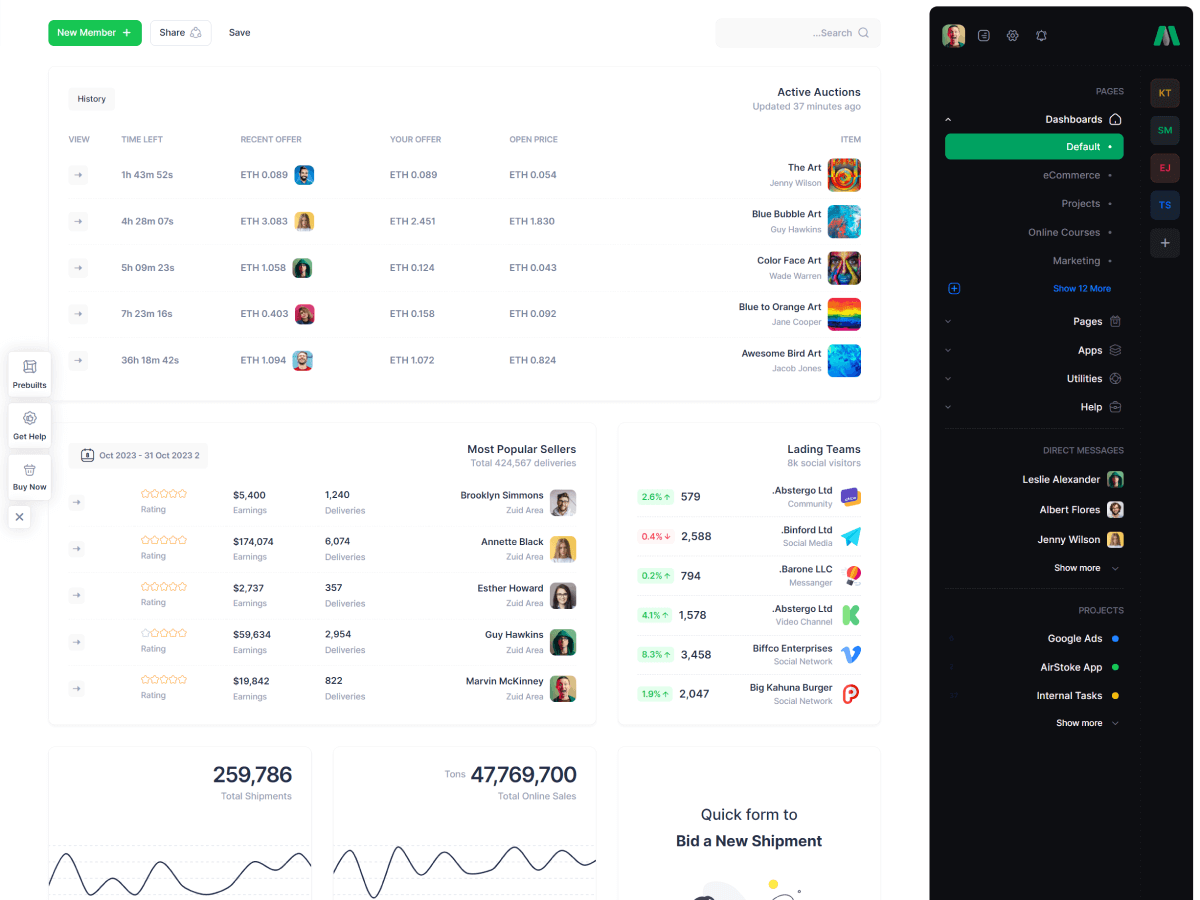 New Member +
Share
Save
...Search
History
Active Auctions
Updated 37 minutes ago
VIEW TIME LEFT RECENT OFFER YOUR OFFER OPEN PRICE ITEM
1h 43m 52s ETH 0.089 ETH 0.089 ETH 0.054 The Art
Jenny Wilson
4h 28m 07s ETH 3.083 ETH 2.451 ETH 1.830 Blue Bubble Art
Guy Hawkins
5h 09m 23s ETH 1.058 ETH 0.124 ETH 0.043 Color Face Art
Wade Warren
7h 23m 16s ETH 0.403 ETH 0.158 ETH 0.092 Blue to Orange Art
Jane Cooper
36h 18m 42s ETH 1.094 ETH 1.072 ETH 0.824 Awesome Bird Art
Jacob Jones
Prebuilts
Get Help
Buy Now
Oct 2023 - 31 Oct 2023 2
Most Popular Sellers
Total 424,567 deliveries
$5,400 1,240 Brooklyn Simmons
Rating Earnings Deliveries Zuid Area
$174,074 6,074 Annette Black
Rating Earnings Deliveries Zuid Area
$2,737 357 Esther Howard
Rating Earnings Deliveries Zuid Area
$59,634 2,954 Guy Hawkins
Rating Earnings Deliveries Zuid Area
$19,842 822 Marvin McKinney
Rating Earnings Deliveries Zuid Area
Lading Teams
8k social visitors
2.6% 579 .Abstergo Ltd
Community
0.4% 2,588 .Binford Ltd
Social Media
0.2% 794 .Barone LLC
Messanger
4.1% 1,578 .Abstergo Ltd
Video Channel
8.3% 3,458 Biffco Enterprises
Social Network
1.9% 2,047 Big Kahuna Burger
Social Network
259,786
Total Shipments
Tons 47,769,700
Total Online Sales
Quick form to
Bid a New Shipment
PAGES
Dashboards
Default
eCommerce
Projects
Online Courses
Marketing
Show 12 More
Pages
Apps
Utilities
Help
DIRECT MESSAGES
Leslie Alexander
Albert Flores
Jenny Wilson
Show more
PROJECTS
Google Ads
AirStoke App
Internal Tasks
Show more
KT
SM
EJ
TS
+